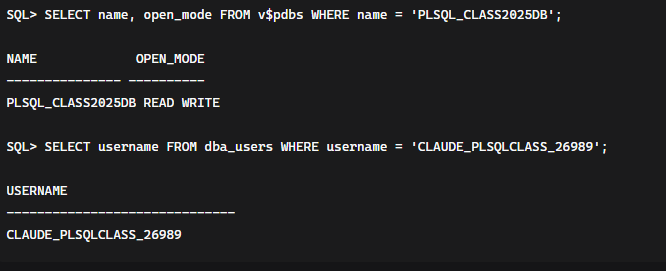 SQL> SELECT name, open_mode FROM v$pdbs WHERE name = 'PLSQL_CLASS2025DB';
NAME            OPEN_MODE
--------------- ----------
PLSQL_CLASS2025DB READ WRITE
SQL> SELECT username FROM dba_users WHERE username = 'CLAUDE_PLSQLCLASS_26989';
USERNAME
------------------------------
CLAUDE_PLSQLCLASS_26989